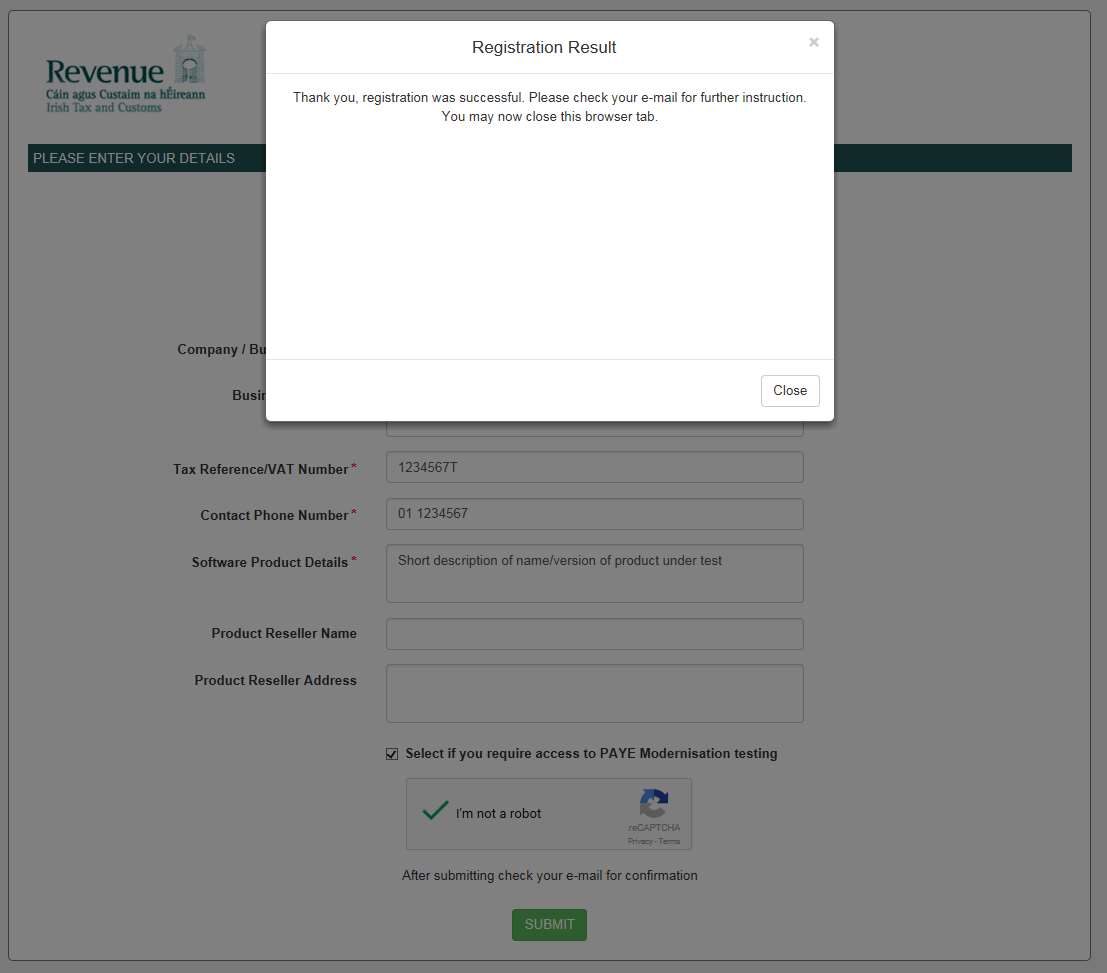 Registration Result
×
Thank you, registration was successful. Please check your e-mail for further instruction.
You may now close this browser tab.
Close
Revenue
Cáin agus Custaim na hÉireann
Irish Tax and Customs
PLEASE ENTER YOUR DETAILS
Company / Bu
Busin
Tax Reference/VAT Number*
1234567T
Contact Phone Number*
01 1234567
Software Product Details*
Short description of name/version of product under test
Product Reseller Name
Product Reseller Address
Select if you require access to PAYE Modernisation testing
I'm not a robot
reCAPTCHA
Privacy - Terms
After submitting check your e-mail for confirmation
SUBMIT